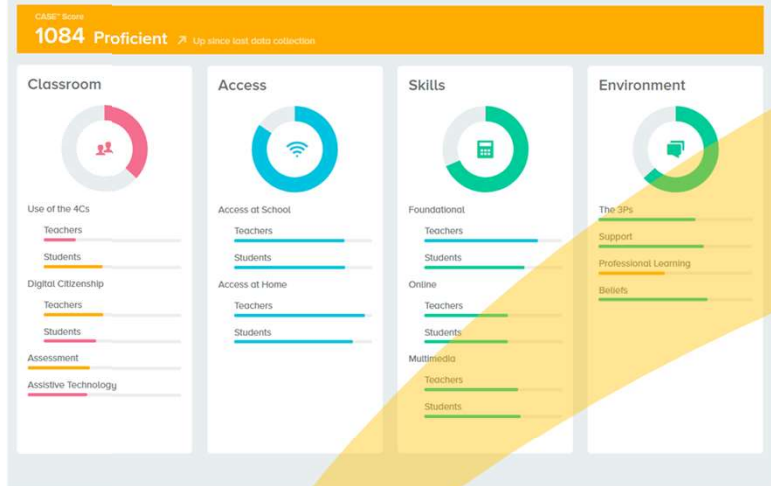 CASE™ Score
1084 Proficient ↗ Up since last data collection
Classroom
Use of the 4Cs
Teachers
Students
Digital Citizenship
Teachers
Students
Assessment
Assistive Technology
Access
Access at School
Teachers
Students
Access at Home
Teachers
Students
Skills
Foundational
Teachers
Students
Online
Teachers
Students
Multimedia
Teachers
Students
Environment
The 3Ps
Support
Professional Learning
Beliefs